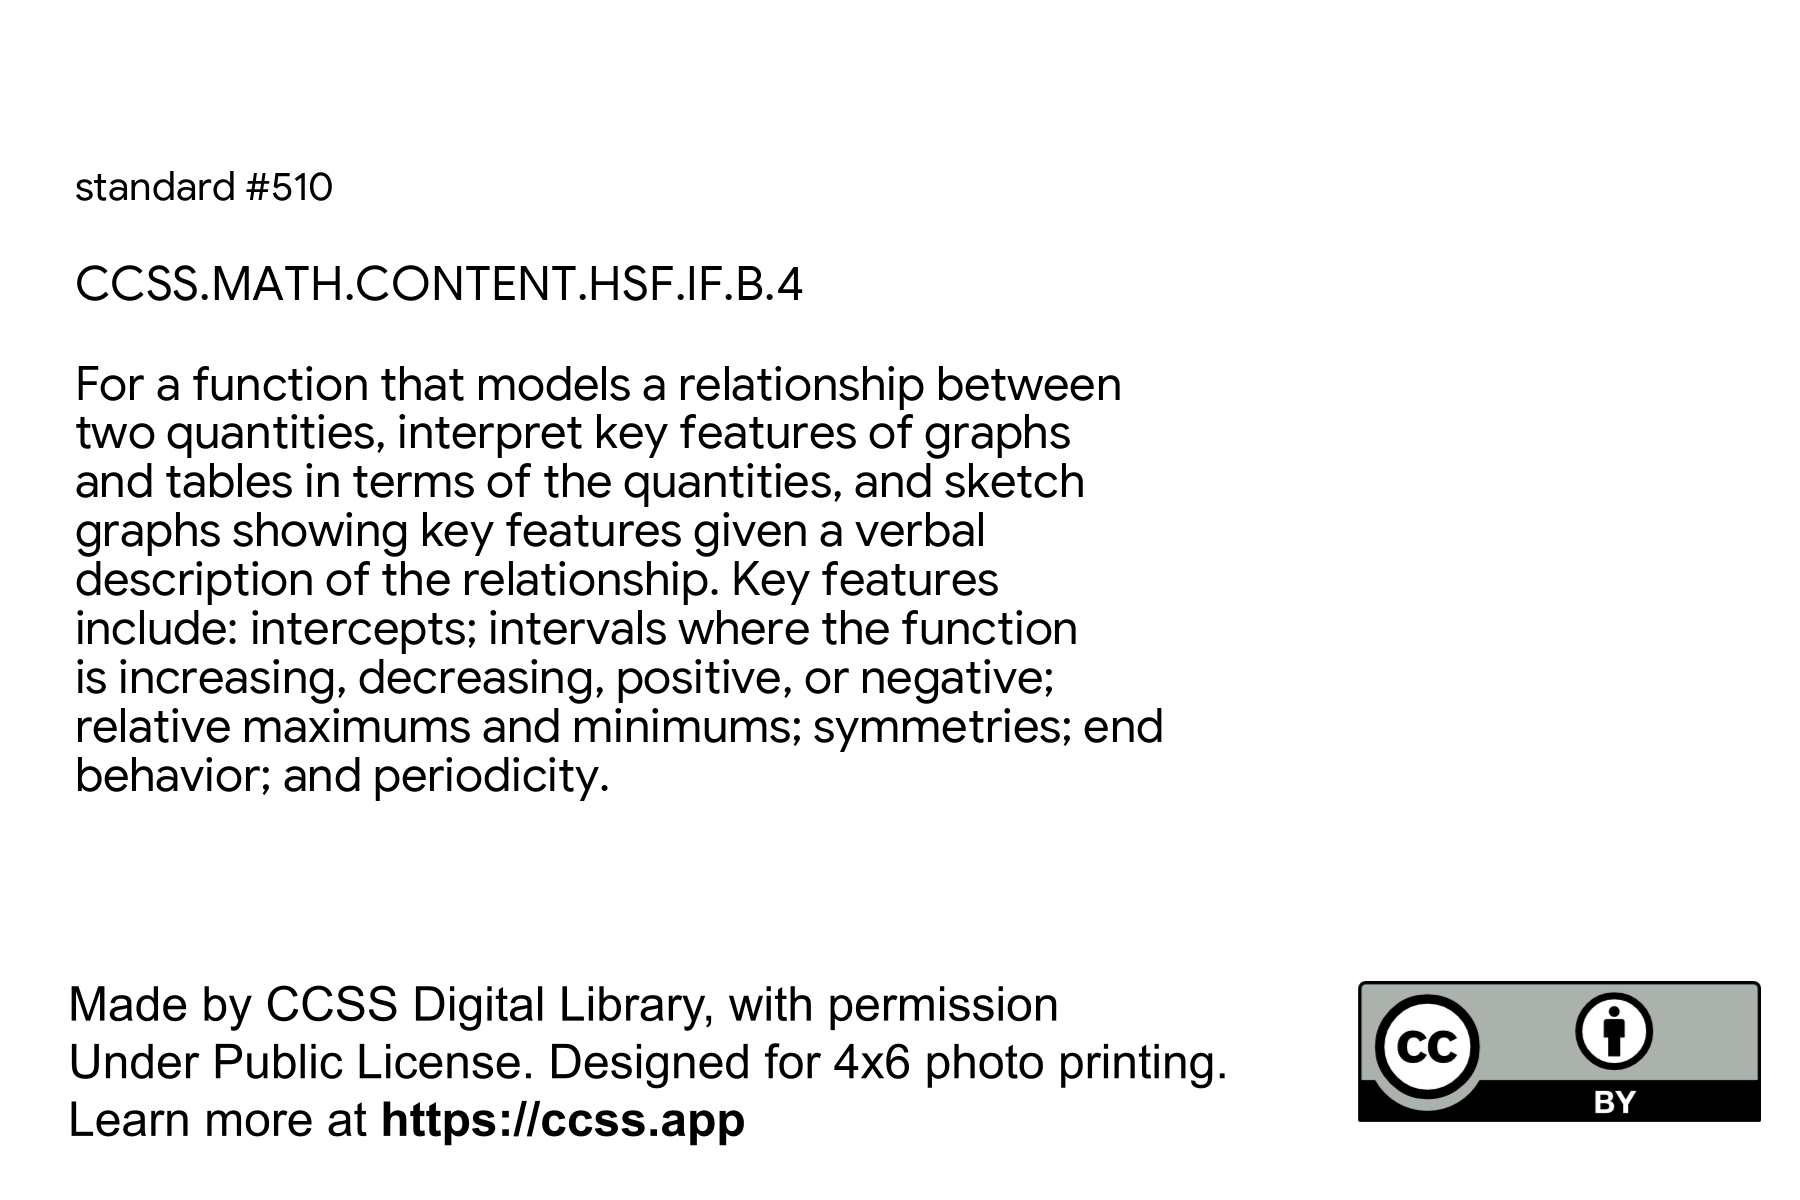 standard #510
CCSS.MATH.CONTENT.HSF.IF.B.4
For a function that models a relationship between
two quantities, interpret key features of graphs
and tables in terms of the quantities, and sketch
graphs showing key features given a verbal
description of the relationship. Key features
include: intercepts; intervals where the function
is increasing, decreasing, positive, or negative;
relative maximums and minimums; symmetries; end
behavior; and periodicity.
Made by CCSS Digital Library, with permission
Under Public License. Designed for 4x6 photo printing.
Learn more at https://ccss.app
cc
BY